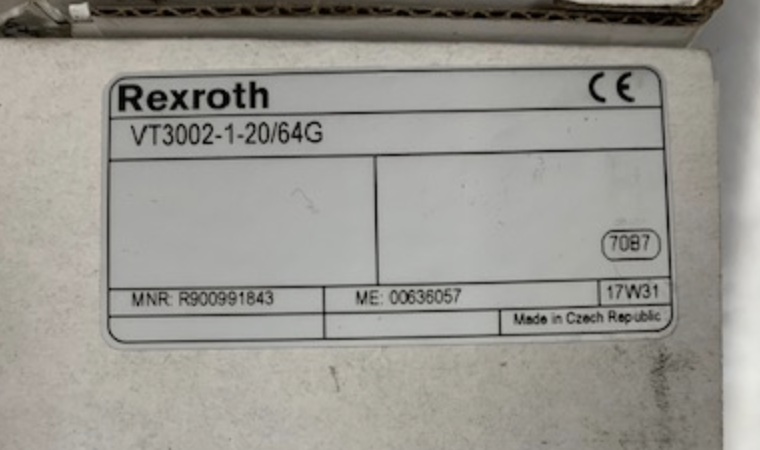 Rexroth CE
VT3002-1-20/64G
70B7
MNR: R900991843 ME: 00636057 17W31
Made in Czech Republic